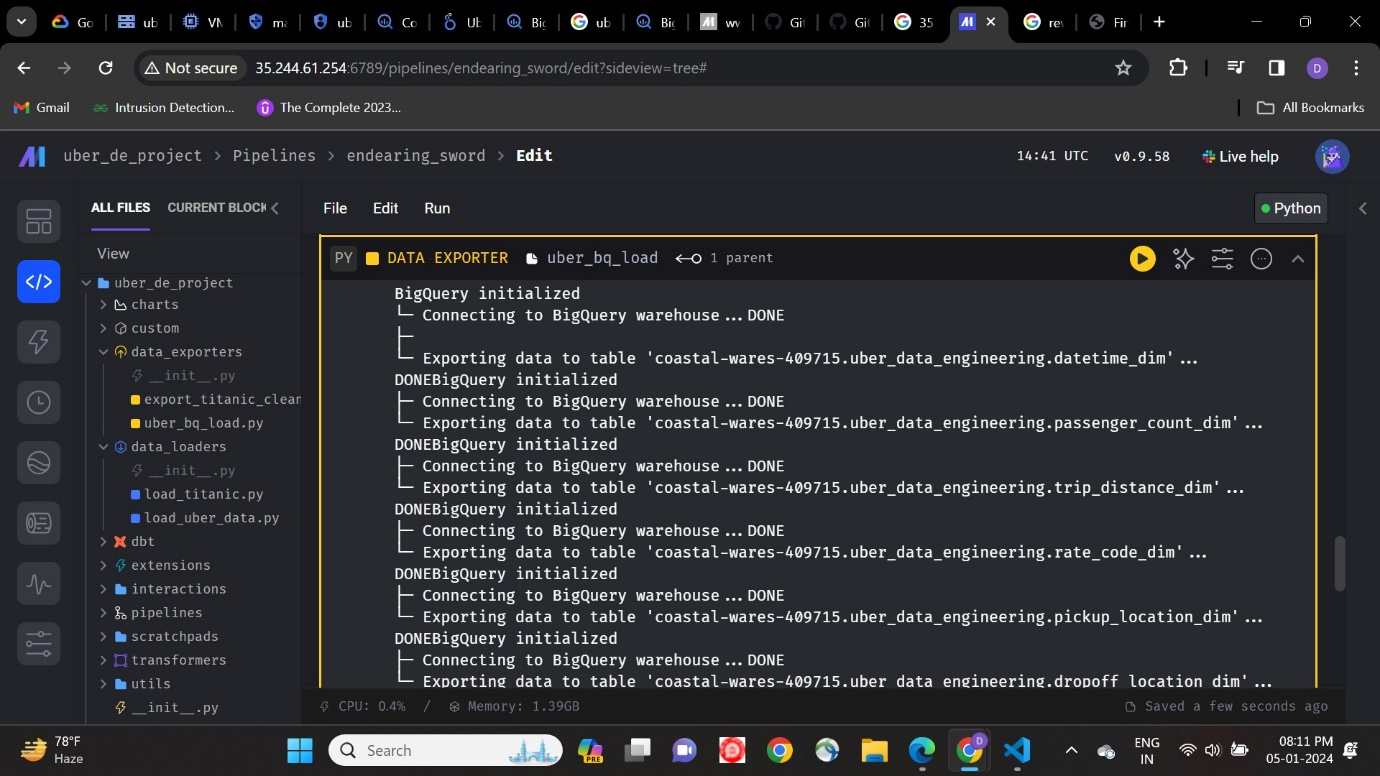 Go
ub
VM
ma
ub
Co
Ub
Big
ub
Big
wv
Git
Git
35
rev
Fir
Not secure
35.244.61.254:6789/pipelines/endearing_sword/edit?sideview=tree#
D
Gmail
Intrusion Detection...
The Complete 2023...
All Bookmarks
uber_de_project > Pipelines > endearing_sword > Edit
14:41 UTC
v0.9.58
Live help
ALL FILES
CURRENT BLOCK
File
Edit
Run
Python
View
uber_de_project
charts
custom
data_exporters
__init__.py
export_titanic_clean
uber_bq_load.py
data_loaders
__init__.py
load_titanic.py
load_uber_data.py
dbt
extensions
interactions
pipelines
scratchpads
transformers
utils
__init__.py
PY DATA EXPORTER uber_bq_load 1 parent
BigQuery initialized
└─ Connecting to BigQuery warehouse...DONE
├─
└─ Exporting data to table 'coastal-wares-409715.uber_data_engineering.datetime_dim'...
DONEBigQuery initialized
├─ Connecting to BigQuery warehouse...DONE
└─ Exporting data to table 'coastal-wares-409715.uber_data_engineering.passenger_count_dim'...
DONEBigQuery initialized
├─ Connecting to BigQuery warehouse...DONE
└─ Exporting data to table 'coastal-wares-409715.uber_data_engineering.trip_distance_dim'...
DONEBigQuery initialized
├─ Connecting to BigQuery warehouse...DONE
└─ Exporting data to table 'coastal-wares-409715.uber_data_engineering.rate_code_dim'...
DONEBigQuery initialized
├─ Connecting to BigQuery warehouse...DONE
└─ Exporting data to table 'coastal-wares-409715.uber_data_engineering.pickup_location_dim'...
DONEBigQuery initialized
├─ Connecting to BigQuery warehouse...DONE
└─ Exporting data to table 'coastal-wares-409715.uber_data_engineering.dropoff_location_dim'...
CPU: 0.4% / Memory: 1.39GB
Saved a few seconds ago
78°F
Haze
Search
PRE
D
ENG
IN
08:11 PM
05-01-2024